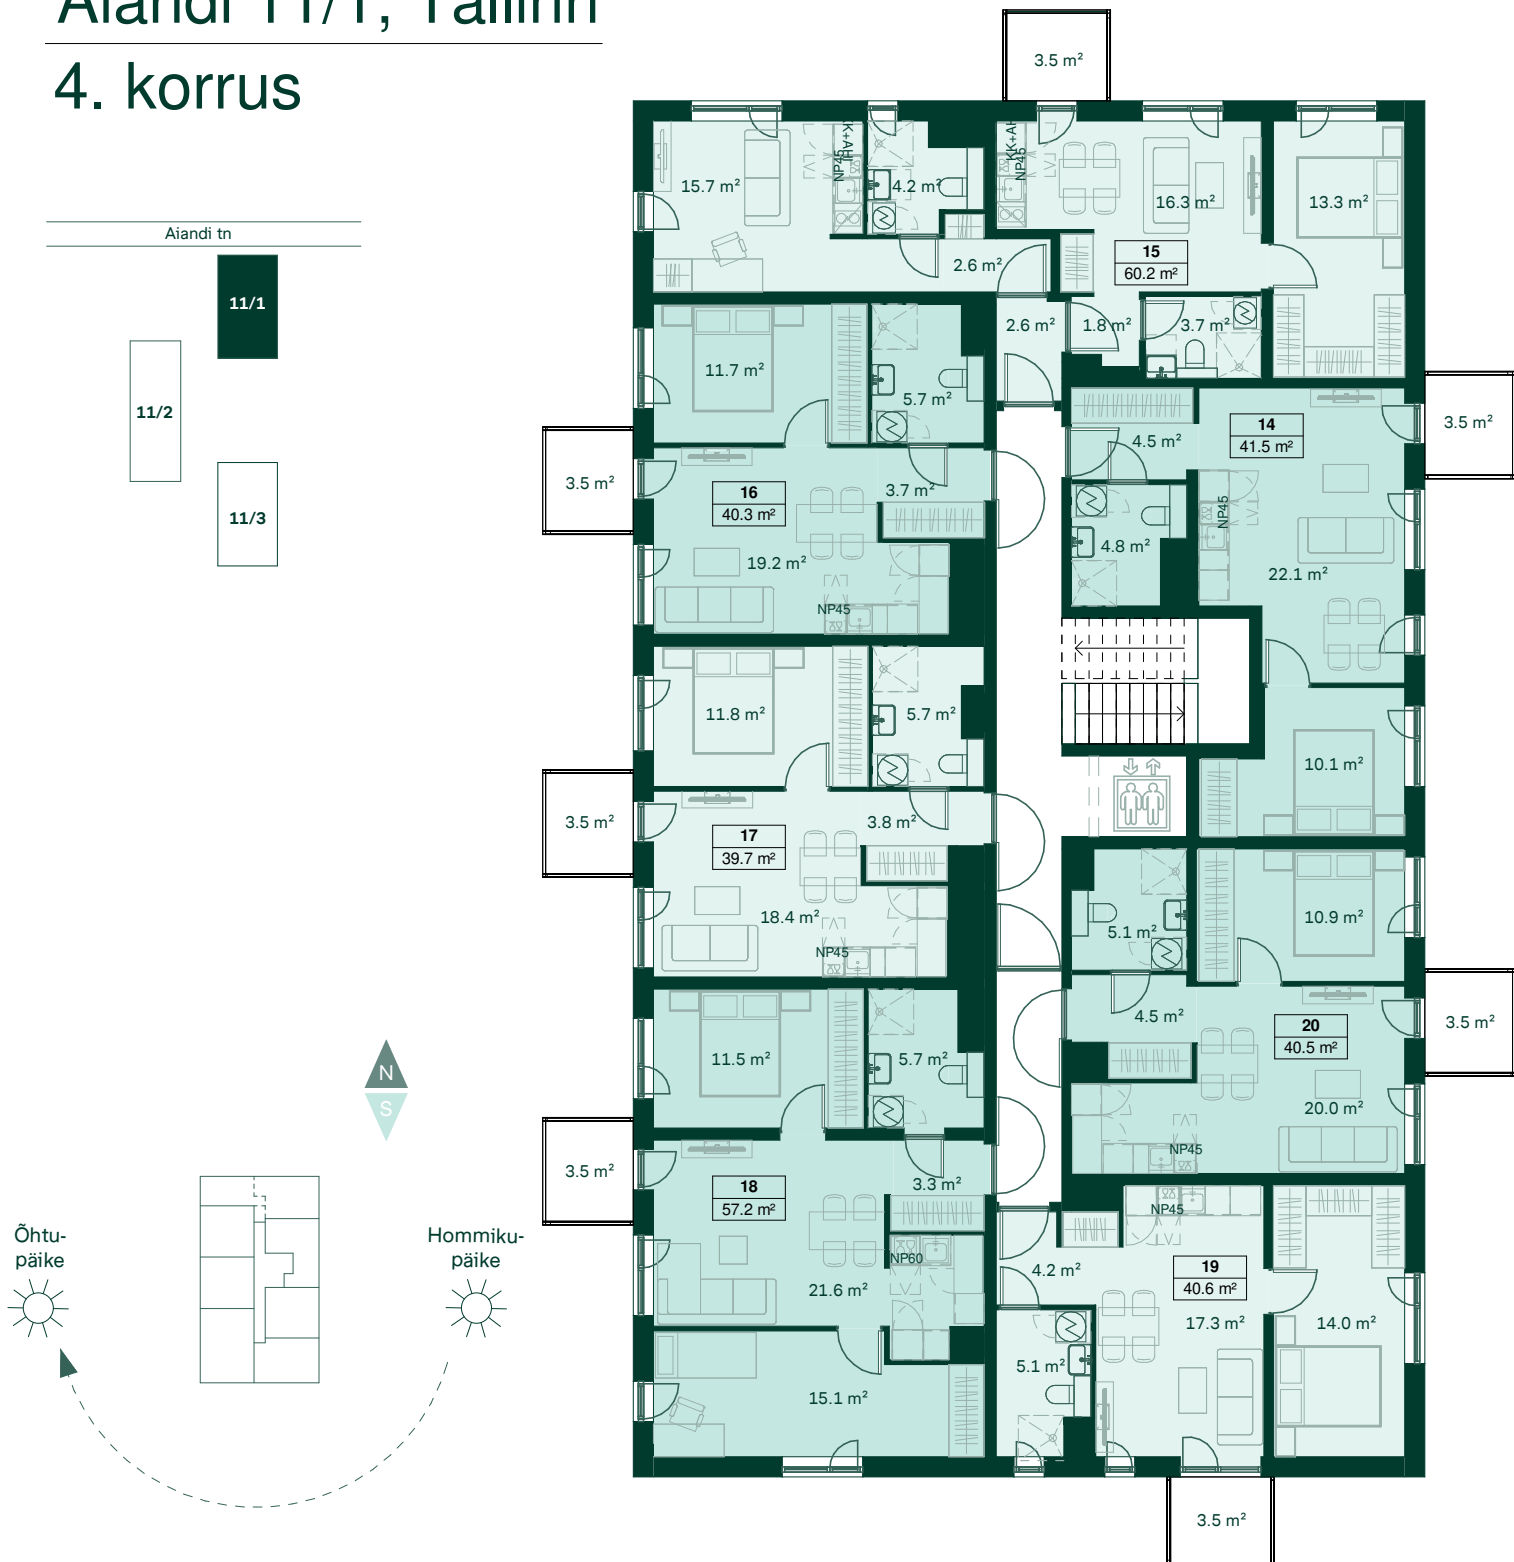 Aiandi 11/1, Tallinn
4. korrus
Aiandi tn
11/1
11/2
11/3
N
S
Õhtu-
päike
Hommiku-
päike
3.5 m²
15.7 m²
NP45
4.2 m²
2.6 m²
KK+AH
NP45
16.3 m²
13.3 m²
15
60.2 m²
2.6 m²
1.8 m²
3.7 m²
11.7 m²
5.7 m²
3.5 m²
16
40.3 m²
3.7 m²
19.2 m²
NP45
14
41.5 m²
4.5 m²
3.5 m²
NP45
4.8 m²
22.1 m²
10.1 m²
11.8 m²
5.7 m²
3.5 m²
17
39.7 m²
3.8 m²
18.4 m²
NP45
5.1 m²
10.9 m²
4.5 m²
20
40.5 m²
3.5 m²
20.0 m²
NP45
11.5 m²
5.7 m²
3.5 m²
18
57.2 m²
3.3 m²
NP60
21.6 m²
15.1 m²
NP45
4.2 m²
19
40.6 m²
17.3 m²
14.0 m²
5.1 m²
3.5 m²